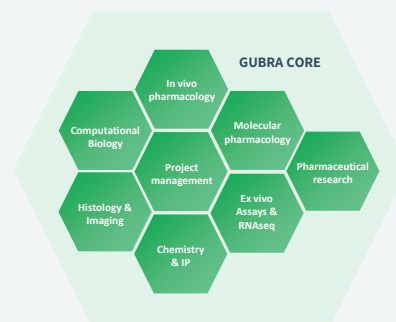 GUBRA CORE
In vivo
pharmacology
Computational
Biology
Molecular
pharmacology
Project
management
Pharmaceutical
research
Histology &
Imaging
Ex vivo
Assays &
RNAseq
Chemistry
& IP